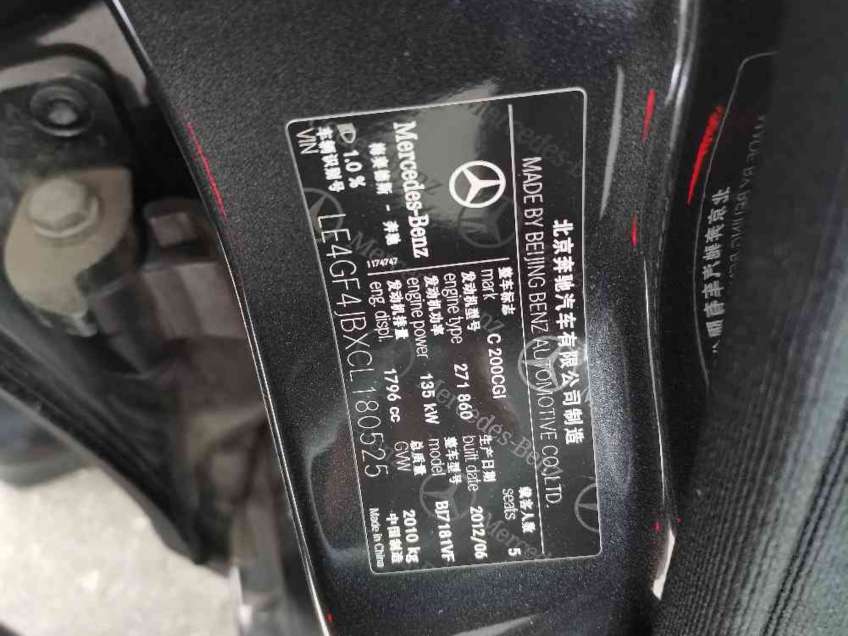 北京奔驰汽车有限公司制造
MADE BY BEIJING BENZ AUTOMOTIVE CO.,LTD.
整车标志 C 200CGI 乘客人数 5
mark seats
发动机型号 271 860 生产日期 2012/06
engine type built date
发动机功率 135 kW 整车型号 BJ7181VF
engine power model
发动机排量 1796 cc 总质量 2010 kg
eng. displ. GVW
中国制造
Made in China
Mercedes-Benz
梅赛德斯 - 奔驰
1174747
1.0 %
车辆识别号
VIN LE4GF4JBXCL180525